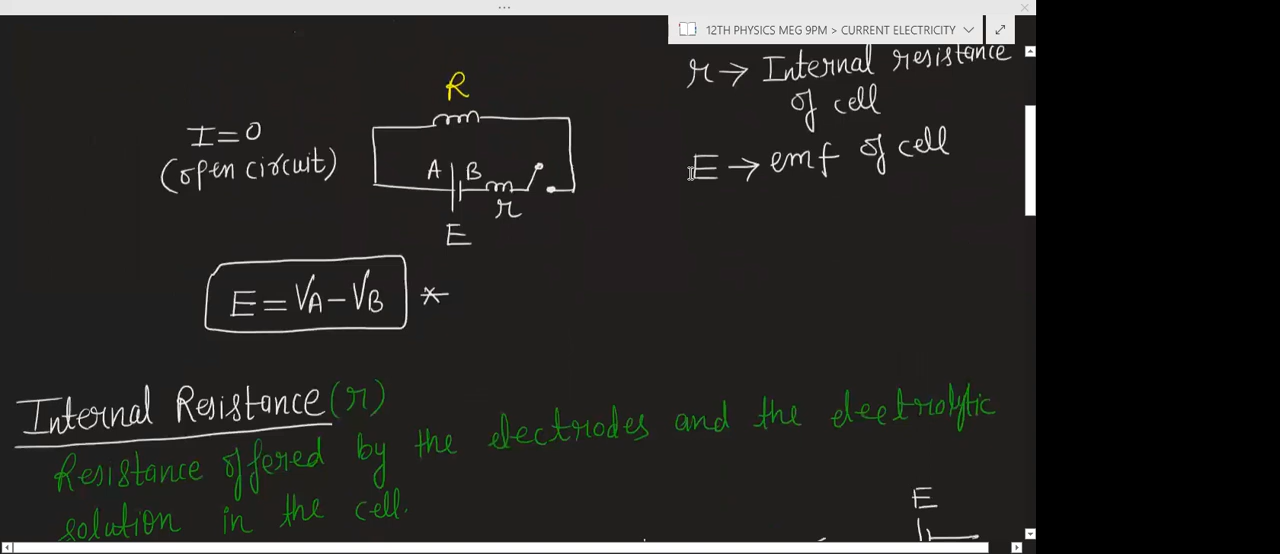 12TH PHYSICS MEG 9PM > CURRENT ELECTRICITY
r → Internal resistance
of cell
E → emf of cell
R
I = 0
(open circuit)
A B
r
E
E = VA - VB *
Internal Resistance (r)
Resistance offered by the electrodes and the electrolytic
solution in the cell.
E